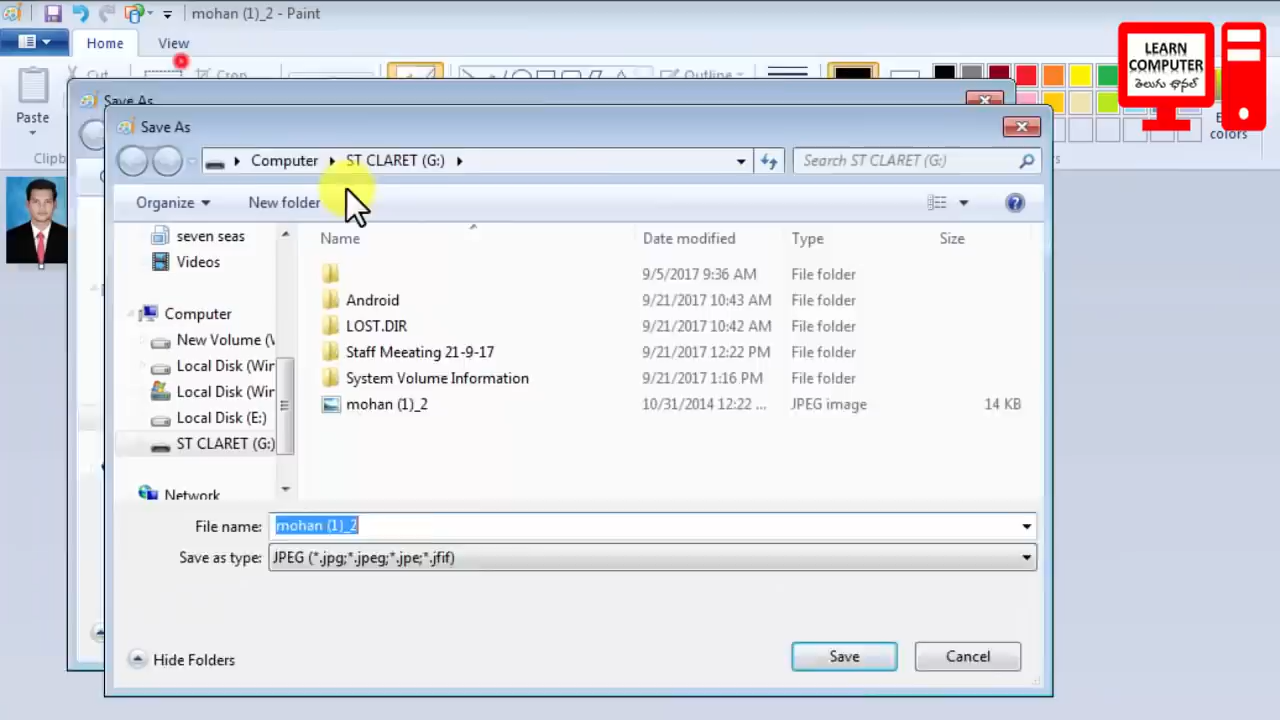 mohan (1)_2 - Paint
Home
View
LEARN
COMPUTER
తెలుగు ఛానల్
Cut
Crop
Outline
Paste
colors
Save As
Save As
Computer ST CLARET (G:)
Search ST CLARET (G:)
Organize
New folder
Name
Date modified
Type
Size
seven seas
Videos
Computer
New Volume (
Local Disk (Wir
Local Disk (Wir
Local Disk (E:)
ST CLARET (G:)
Network
9/5/2017 9:36 AM File folder
Android 9/21/2017 10:43 AM File folder
LOST.DIR 9/21/2017 10:42 AM File folder
Staff Meeating 21-9-17 9/21/2017 12:22 PM File folder
System Volume Information 9/21/2017 1:16 PM File folder
mohan (1)_2 10/31/2014 12:22 ... JPEG image 14 KB
File name: mohan (1)_2
Save as type: JPEG (*.jpg;*.jpeg;*.jpe;*.jfif)
Hide Folders
Save
Cancel